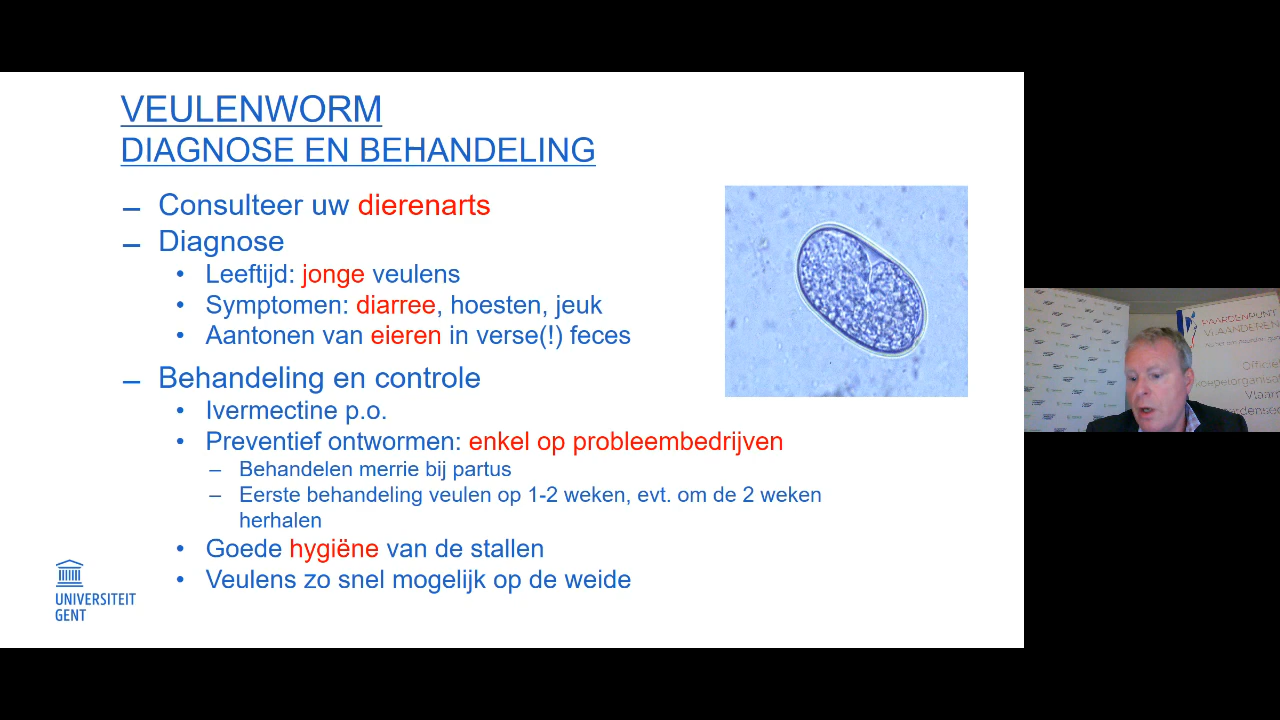 VEULENWORM
DIAGNOSE EN BEHANDELING
– Consulteer uw dierenarts
– Diagnose
• Leeftijd: jonge veulens
• Symptomen: diarree, hoesten, jeuk
• Aantonen van eieren in verse(!) feces
– Behandeling en controle
• Ivermectine p.o.
• Preventief ontwormen: enkel op probleembedrijven
– Behandelen merrie bij partus
– Eerste behandeling veulen op 1-2 weken, evt. om de 2 weken
herhalen
• Goede hygiëne van de stallen
• Veulens zo snel mogelijk op de weide
UNIVERSITEIT
GENT
PAARDENPUNT
VLAANDEREN